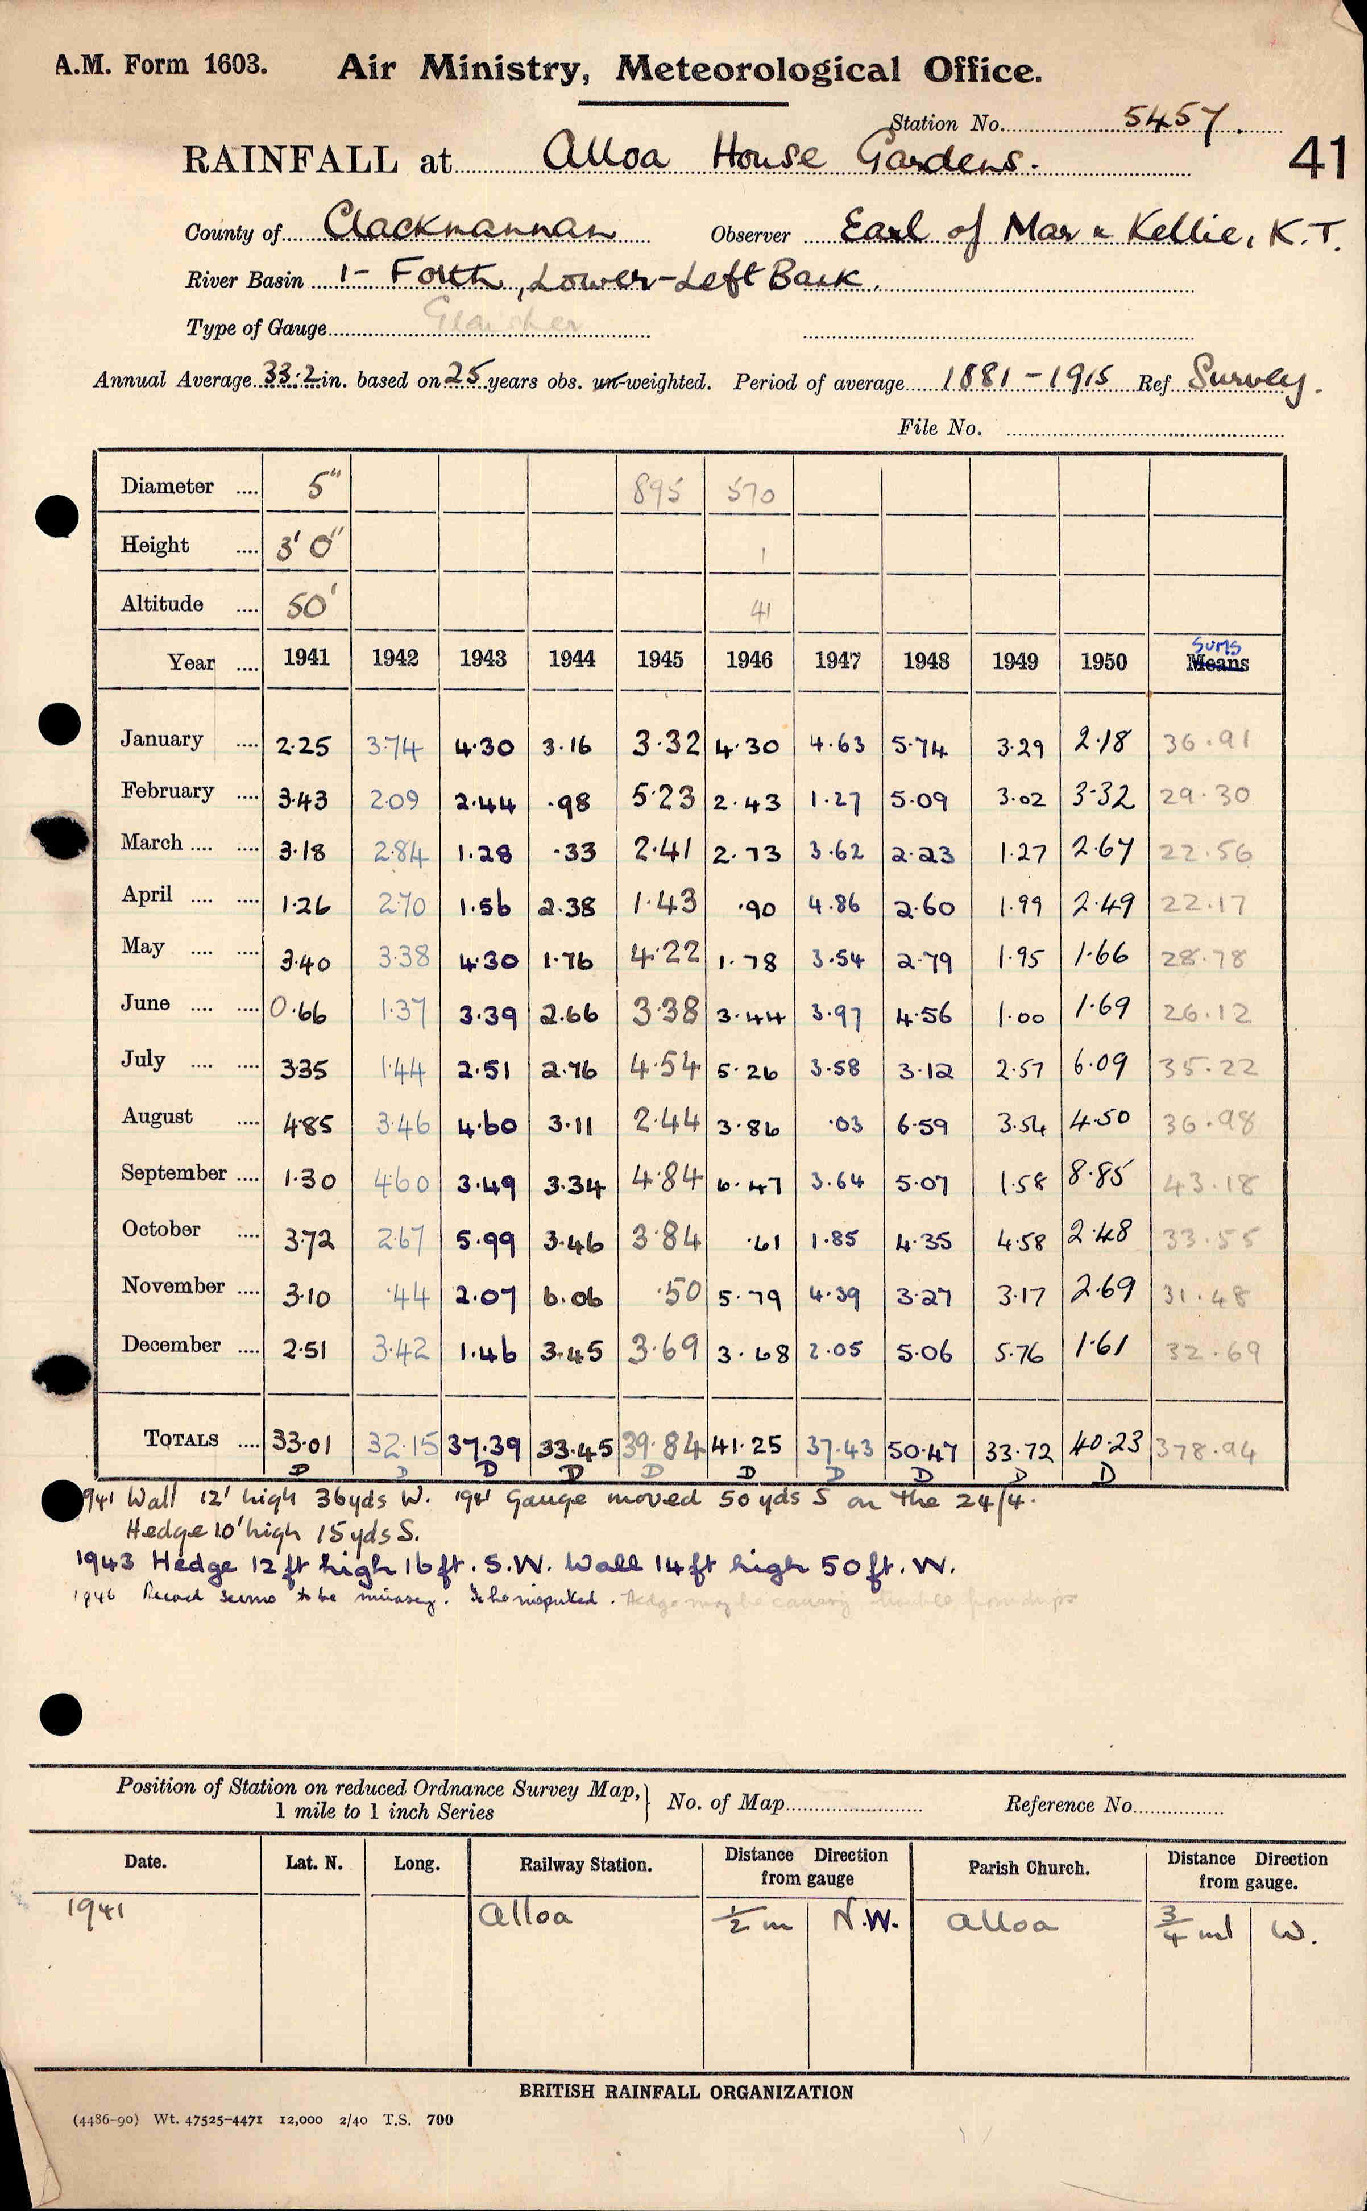 A.M. Form 1603. Air Ministry, Meteorological Office.
Station No. 5457.
RAINFALL at Alloa House Gardens. 41
County of Clackmannan Observer Earl of Mar & Kellie, K.T.
River Basin 1 - Forth, Lower - Left Bank.
Type of Gauge Glaisher
Annual Average 33.2 in. based on 25 years obs. un-weighted. Period of average 1881-1915 Ref. Survey.
File No.
Diameter .... 5" 895 570
Height .... 3' 0" 1
Altitude .... 50' 41
Sums
Year .... 1941 1942 1943 1944 1945 1946 1947 1948 1949 1950 Means
January .... 2.25 3.74 4.30 3.16 3.32 4.30 4.63 5.74 3.29 2.18 36.91
February .... 3.43 2.09 2.44 .98 5.23 2.43 1.27 5.09 3.02 3.32 29.30
March .... .... 3.18 2.84 1.28 .33 2.41 2.73 3.62 2.23 1.27 2.67 22.56
April .... .... 1.26 2.70 1.56 2.38 1.43 .90 4.86 2.60 1.99 2.49 22.17
May .... .... 3.40 3.38 4.30 1.76 4.22 1.78 3.54 2.79 1.95 1.66 28.78
June .... .... 0.66 1.37 3.39 2.66 3.38 3.44 3.97 4.56 1.00 1.69 26.12
July .... .... 3.35 1.44 2.51 2.76 4.54 5.26 3.58 3.12 2.57 6.09 35.22
August .... 4.85 3.46 4.60 3.11 2.44 3.86 .03 6.59 3.54 4.50 36.98
September .... 1.30 4.60 3.49 3.34 4.84 6.47 3.64 5.07 1.58 8.85 43.18
October .... 3.72 2.67 5.99 3.46 3.84 .61 1.85 4.35 4.58 2.48 33.55
November .... 3.10 .44 2.07 6.06 .50 5.79 4.39 3.27 3.17 2.69 31.48
December .... 2.51 3.42 1.46 3.45 3.69 3.68 2.05 5.06 5.76 1.61 32.69
TOTALS .... 33.01 32.15 37.39 33.45 39.84 41.25 37.43 50.47 33.72 40.23 378.94
D D D D D D D D D D
1941 Wall 12' high 36yds W. 1941 Gauge moved 50 yds S on the 24/4.
Hedge 10' high 15 yds S.
1943 Hedge 12 ft high 16 ft. S.W. Wall 14 ft high 50 ft. W.
1946 Record seems to be To be inspected. Hedge may be causing trouble from drips
Position of Station on reduced Ordnance Survey Map,
1 mile to 1 inch Series
No. of Map Reference No.
Date. Lat. N. Long. Railway Station. Distance from gauge Direction Parish Church. Distance Direction from gauge.
1941 Alloa 1/2 m N.W. Alloa 3/4 ml W.
BRITISH RAINFALL ORGANIZATION
(4486-90) Wt. 47525-4471 12,000 2/40 T.S. 700